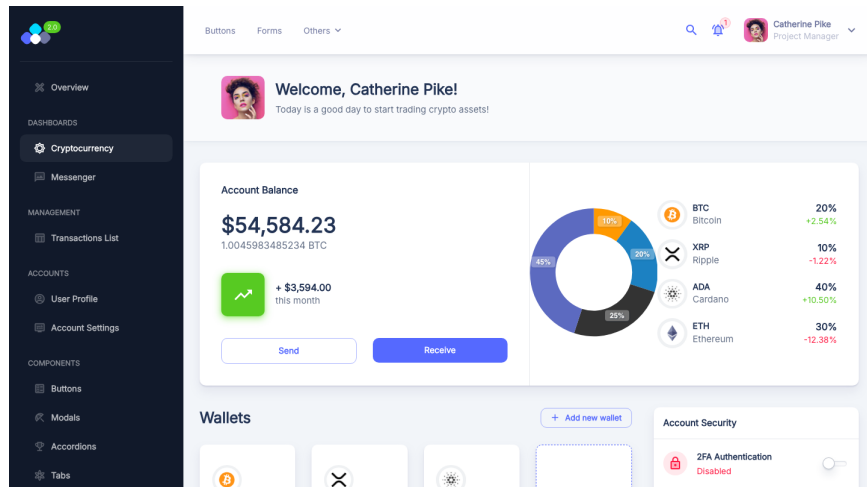 2.0
Buttons Forms Others
1
Catherine Pike
Project Manager
Overview
DASHBOARDS
Cryptocurrency
Messenger
MANAGEMENT
Transactions List
ACCOUNTS
User Profile
Account Settings
COMPONENTS
Buttons
Modals
Accordions
Tabs
Welcome, Catherine Pike!
Today is a good day to start trading crypto assets!
Account Balance
$54,584.23
1.0045983485234 BTC
+ $3,594.00
this month
Send
Receive
10%
20%
25%
45%
BTC 20%
Bitcoin +2.54%
XRP 10%
Ripple -1.22%
ADA 40%
Cardano +10.50%
ETH 30%
Ethereum -12.38%
Wallets
+ Add new wallet
Account Security
2FA Authentication
Disabled